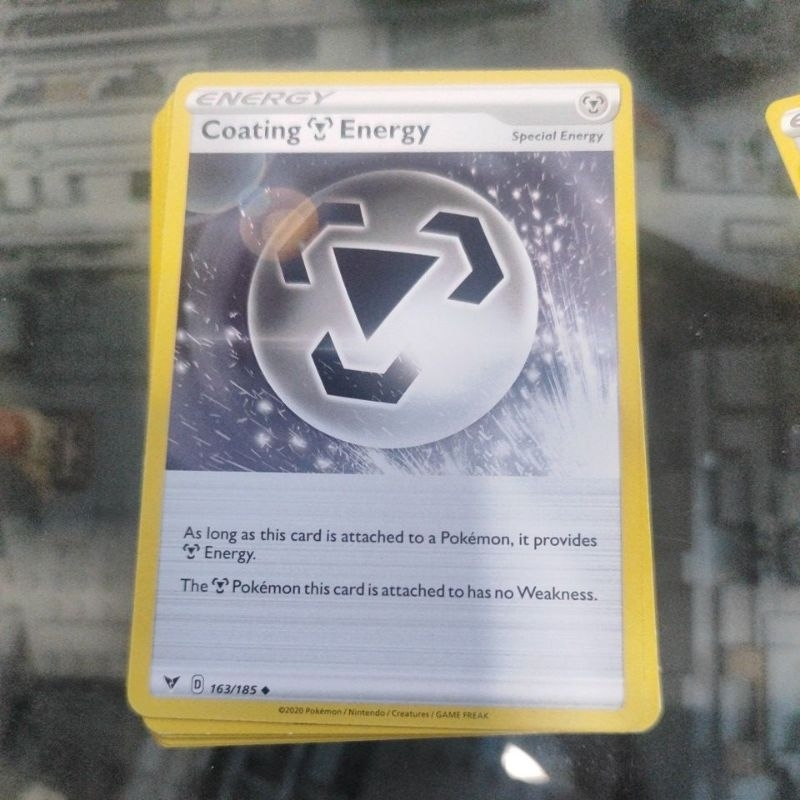 ENERGY
Coating Energy
Special Energy
As long as this card is attached to a Pokémon, it provides
Energy.
The Pokémon this card is attached to has no Weakness.
D 163/185
©2020 Pokémon / Nintendo / Creatures / GAME FREAK